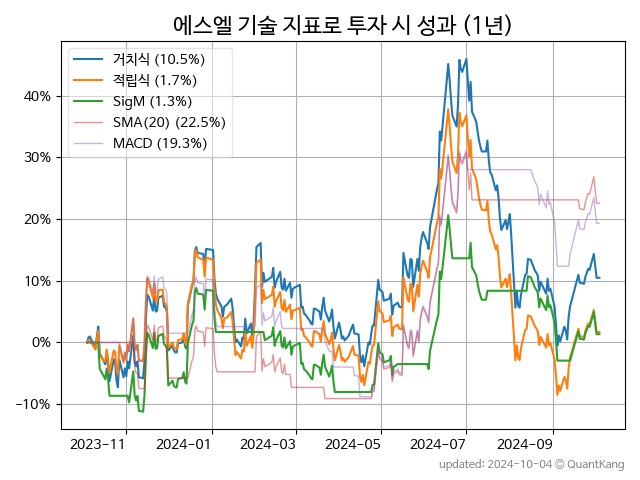 에스엘 기술 지표로 투자 시 성과 (1년)
거치식 (10.5%)
적립식 (1.7%)
SigM (1.3%)
SMA(20) (22.5%)
MACD (19.3%)
40%
30%
20%
10%
0%
−10%
2023-11 2024-01 2024-03 2024-05 2024-07 2024-09
updated: 2024-10-04 © QuantKang